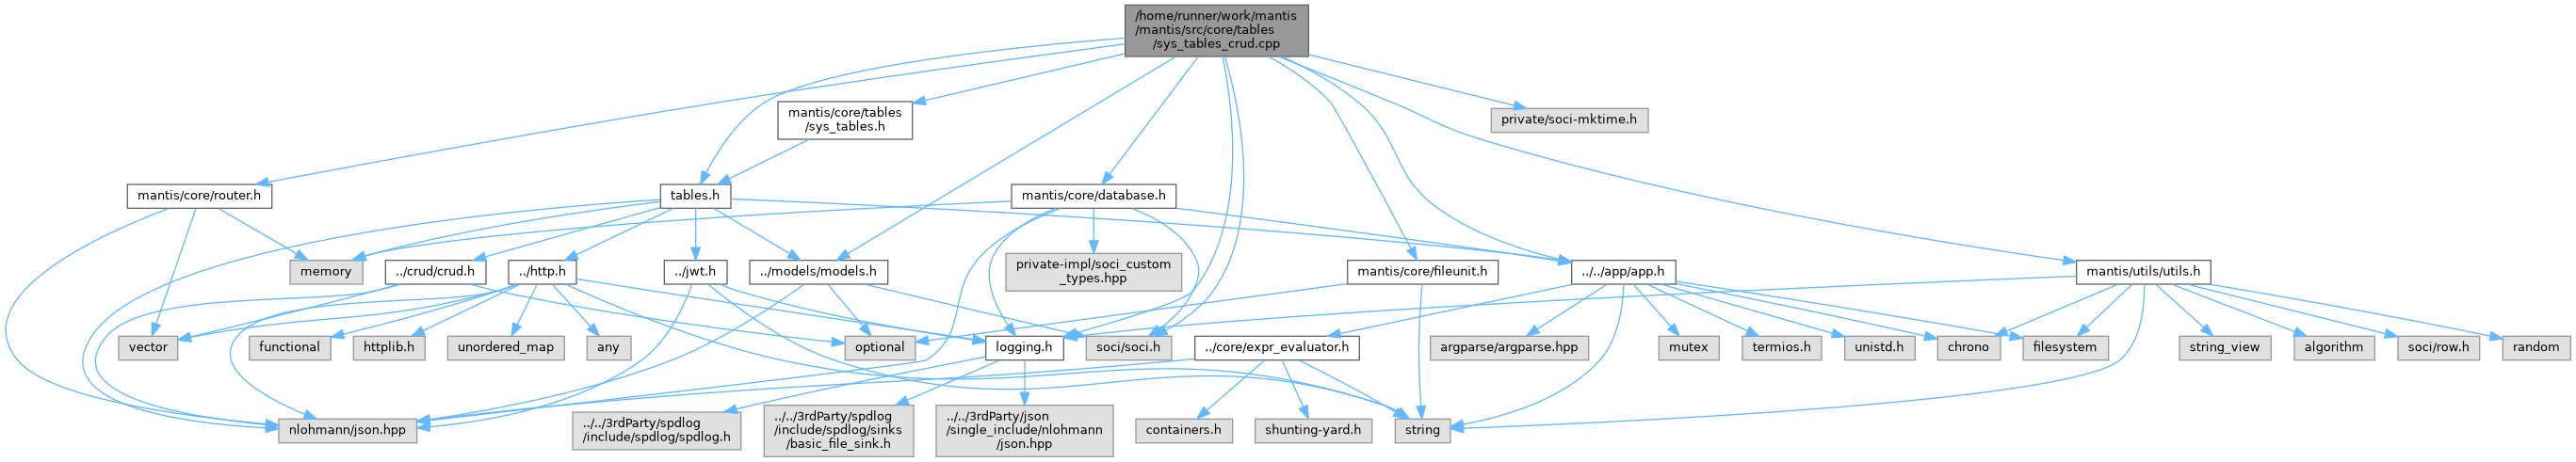 /home/runner/work/mantis
/mantis/src/core/tables
/sys_tables_crud.cpp
mantis/core/tables
/sys_tables.h
private/soci-mktime.h
mantis/core/router.h
tables.h
mantis/core/database.h
memory
../crud/crud.h
../http.h
../jwt.h
../models/models.h
private-impl/soci_custom
_types.hpp
mantis/core/fileunit.h
../../app/app.h
mantis/utils/utils.h
vector
functional
httplib.h
unordered_map
any
optional
logging.h
soci/soci.h
../core/expr_evaluator.h
argparse/argparse.hpp
mutex
termios.h
unistd.h
chrono
filesystem
string_view
algorithm
soci/row.h
random
nlohmann/json.hpp
../../3rdParty/spdlog
/include/spdlog/spdlog.h
../../3rdParty/spdlog
/include/spdlog/sinks
/basic_file_sink.h
../../3rdParty/json
/single_include/nlohmann
/json.hpp
containers.h
shunting-yard.h
string